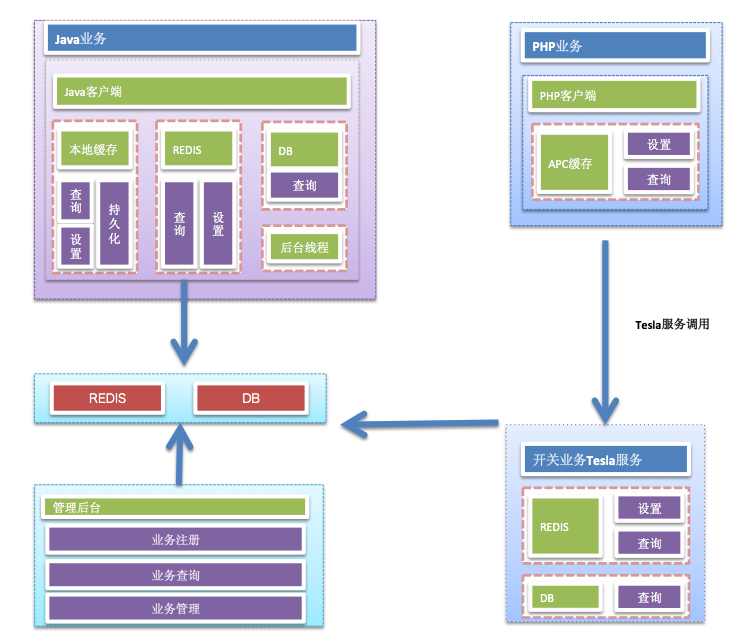 Java业务
Java客户端
本地缓存
查询
设置
持久化
REDIS
查询
设置
DB
查询
后台线程
PHP业务
PHP客户端
APC缓存
设置
查询
Tesla服务调用
REDIS
DB
管理后台
业务注册
业务查询
业务管理
开关业务Tesla服务
REDIS
设置
查询
DB
查询